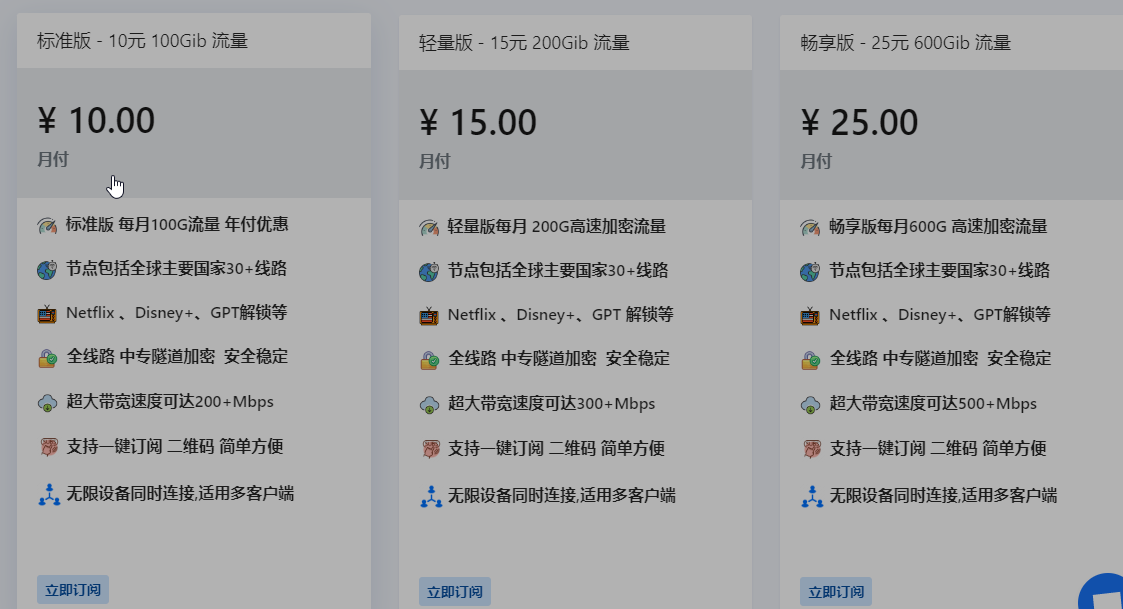 标准版 - 10元 100Gib 流量
¥ 10.00
月付
标准版 每月100G流量 年付优惠
节点包括全球主要国家30+线路
Netflix 、Disney+、GPT解锁等
全线路 中专隧道加密 安全稳定
超大带宽速度可达200+Mbps
支持一键订阅 二维码 简单方便
无限设备同时连接,适用多客户端
立即订阅
轻量版 - 15元 200Gib 流量
¥ 15.00
月付
轻量版每月 200G高速加密流量
节点包括全球主要国家30+线路
Netflix 、Disney+、GPT 解锁等
全线路 中专隧道加密 安全稳定
超大带宽速度可达300+Mbps
支持一键订阅 二维码 简单方便
无限设备同时连接,适用多客户端
立即订阅
畅享版 - 25元 600Gib 流量
¥ 25.00
月付
畅享版每月600G 高速加密流量
节点包括全球主要国家30+线路
Netflix 、Disney+、GPT解锁等
全线路 中专隧道加密 安全稳定
超大带宽速度可达500+Mbps
支持一键订阅 二维码 简单方便
无限设备同时连接,适用多客户端
立即订阅